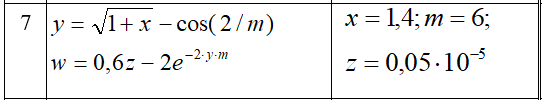 7
y = √(1+x) − cos(2/m)
w = 0,6z − 2e^(−2·y·m)
x = 1,4; m = 6;
z = 0,05·10^(−5)